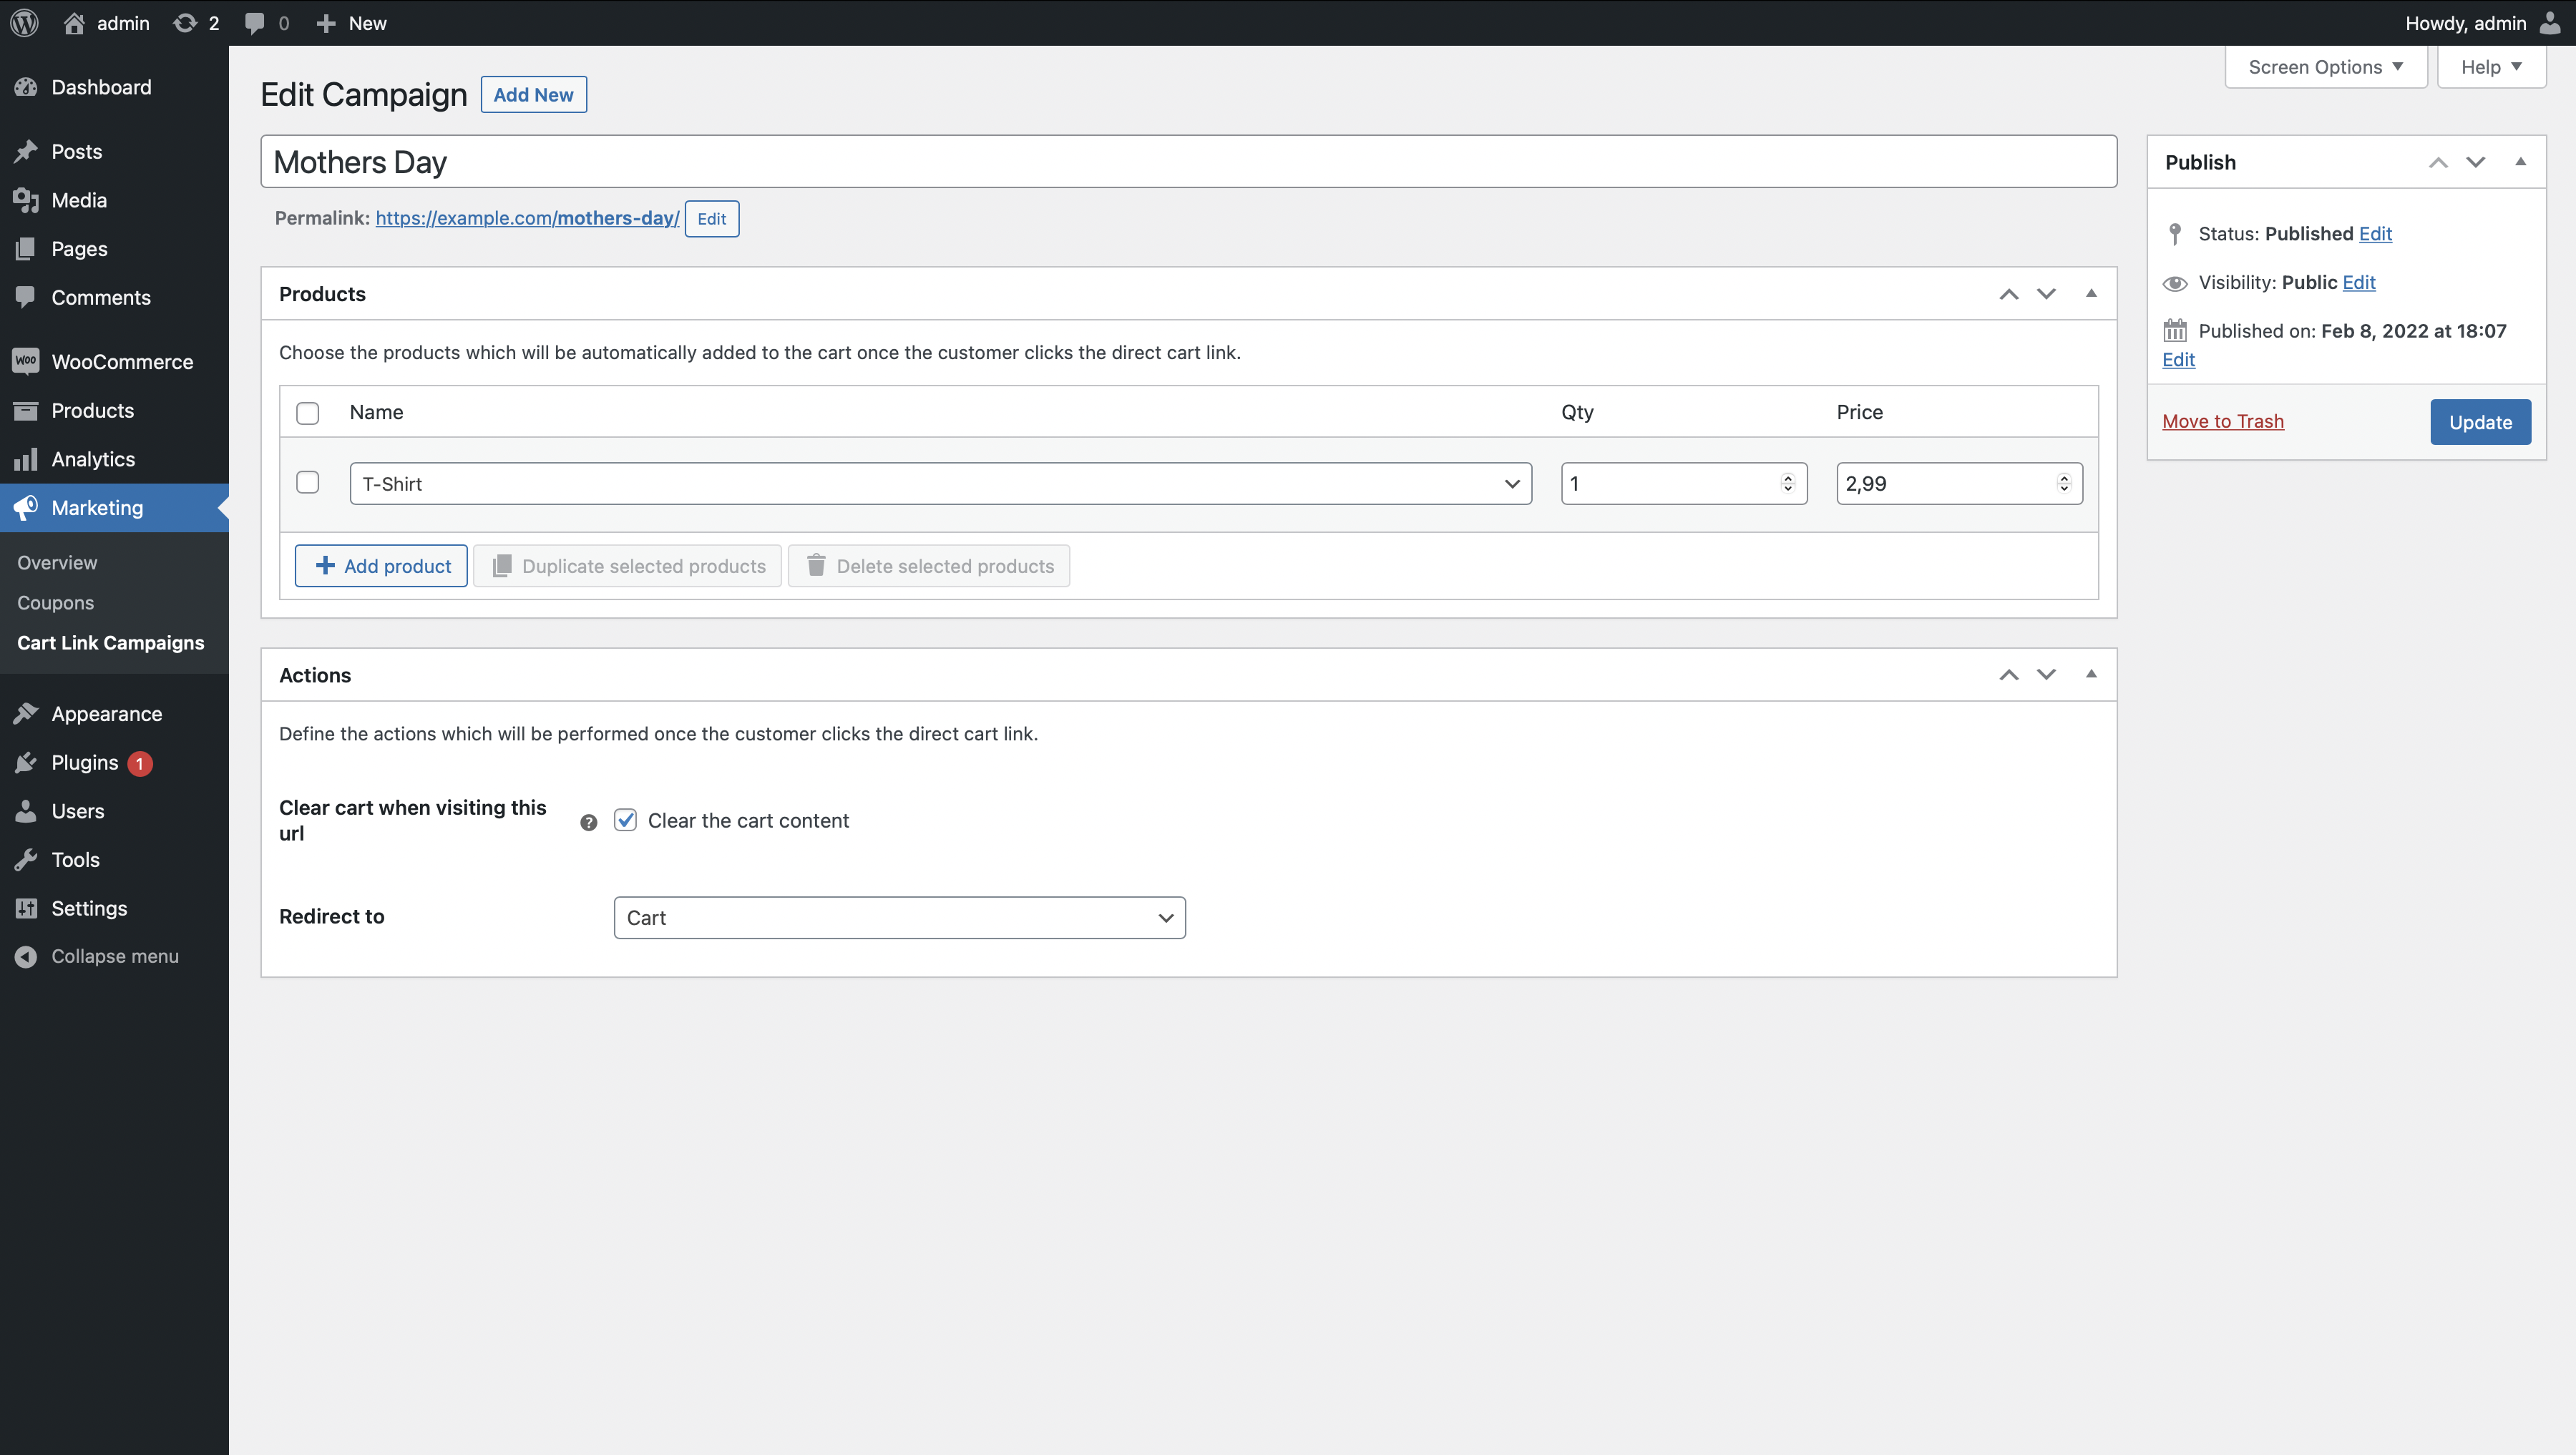 admin
2
0
New
Howdy, admin
Screen Options
Help
Dashboard
Posts
Media
Pages
Comments
WOO
WooCommerce
Products
Analytics
Marketing
Overview
Coupons
Cart Link Campaigns
Appearance
Plugins 1
Users
Tools
Settings
Collapse menu
Edit Campaign
Add New
Mothers Day
Permalink: https://example.com/mothers-day/ Edit
Products
Choose the products which will be automatically added to the cart once the customer clicks the direct cart link.
Name Qty Price
T-Shirt 1 2,99
Add product
Duplicate selected products
Delete selected products
Actions
Define the actions which will be performed once the customer clicks the direct cart link.
Clear cart when visiting this
url
?
Clear the cart content
Redirect to
Cart
Publish
Status: Published Edit
Visibility: Public Edit
Published on: Feb 8, 2022 at 18:07
Edit
Move to Trash
Update